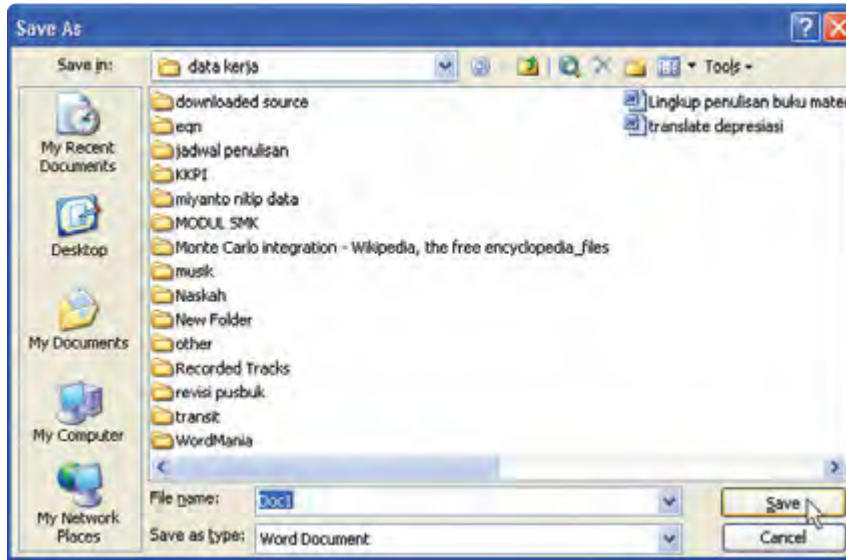 Save As
Save in:
data kerja
Tools
My Recent
Documents
Desktop
My Documents
My Computer
My Network
Places
downloaded source
eqn
jadwal penulisan
KKPI
miyanto nitip data
MODUL SMK
Monte Carlo integration - Wikipedia, the free encyclopedia_files
musik
Naskah
New Folder
other
Recorded Tracks
revisi pusbuk
transit
WordMania
Lingkup penulisan buku mater
translate depresiasi
File name:
Doc1
Save
Save as type:
Word Document
Cancel